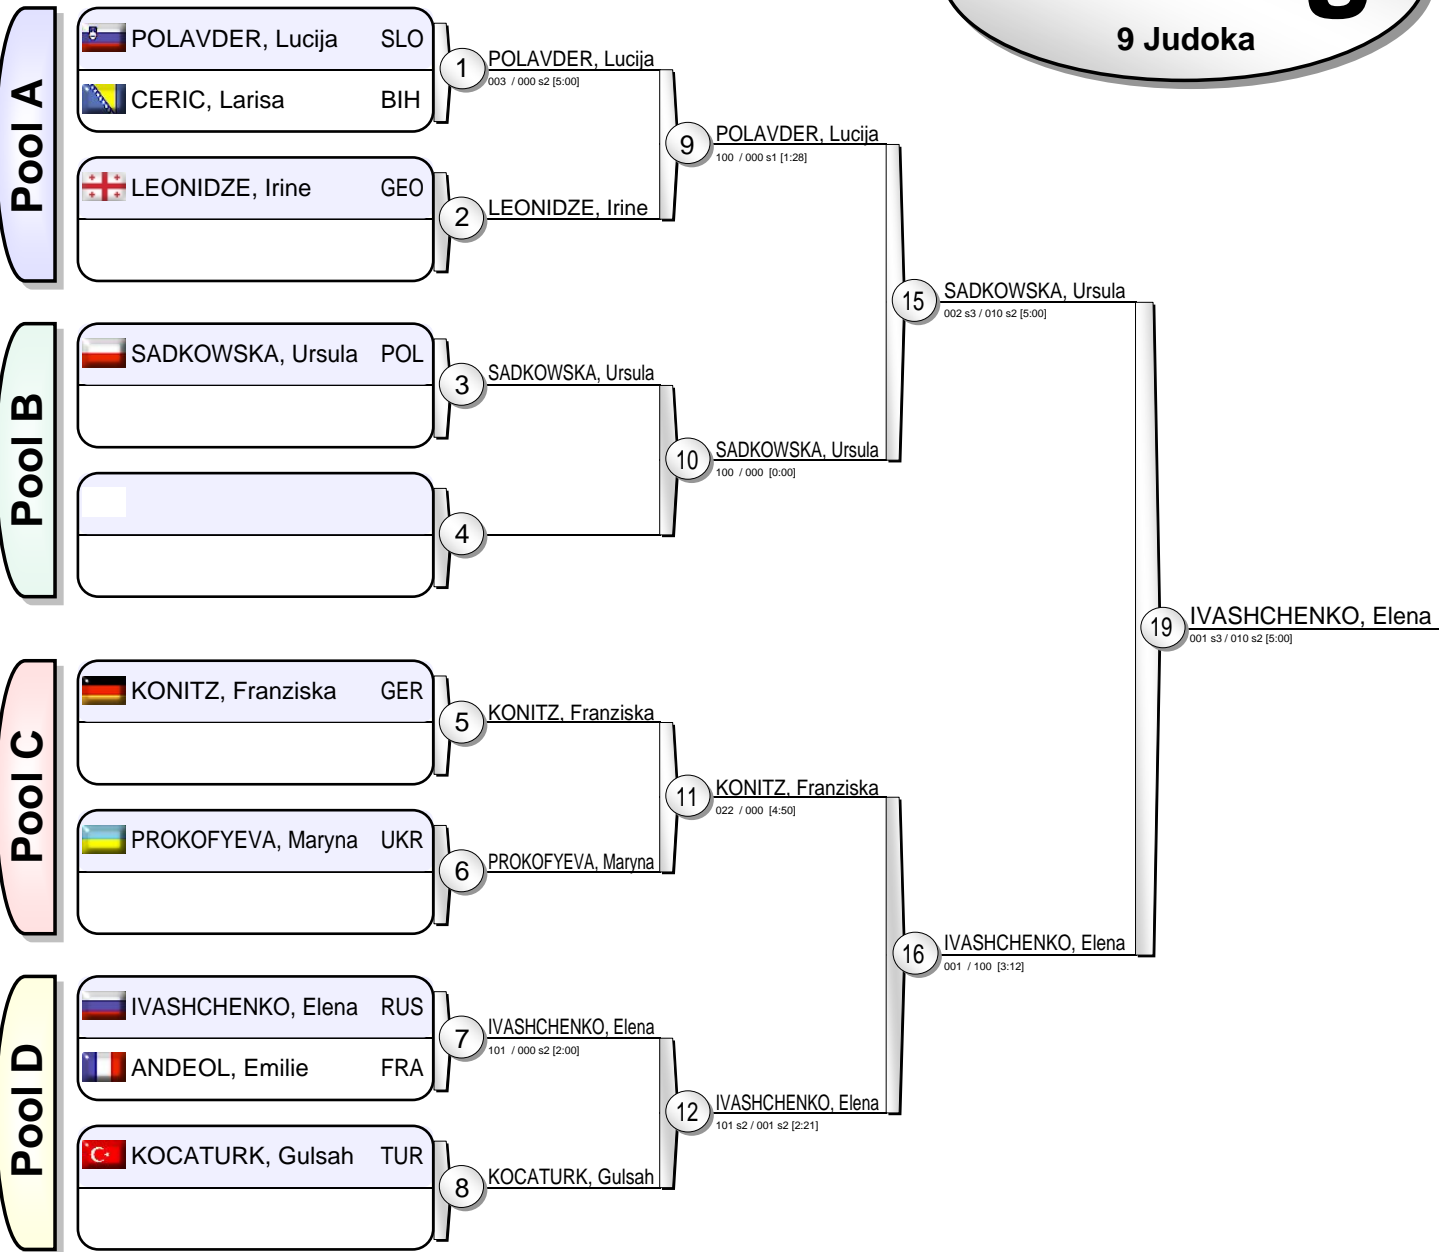 9 Judoka
Pool A
POLAVDER, Lucija SLO
CERIC, Larisa BIH
1
POLAVDER, Lucija
003 / 000 s2 [5:00]
LEONIDZE, Irine GEO
2
LEONIDZE, Irine
9
POLAVDER, Lucija
100 / 000 s1 [1:28]
Pool B
SADKOWSKA, Ursula POL
3
SADKOWSKA, Ursula
4
10
SADKOWSKA, Ursula
100 / 000 [0:00]
15
SADKOWSKA, Ursula
002 s3 / 010 s2 [5:00]
Pool C
KONITZ, Franziska GER
5
KONITZ, Franziska
PROKOFYEVA, Maryna UKR
6
PROKOFYEVA, Maryna
11
KONITZ, Franziska
022 / 000 [4:50]
Pool D
IVASHCHENKO, Elena RUS
ANDEOL, Emilie FRA
7
IVASHCHENKO, Elena
101 / 000 s2 [2:00]
KOCATURK, Gulsah TUR
8
KOCATURK, Gulsah
12
IVASHCHENKO, Elena
101 s2 / 001 s2 [2:21]
16
IVASHCHENKO, Elena
001 / 100 [3:12]
19
IVASHCHENKO, Elena
001 s3 / 010 s2 [5:00]